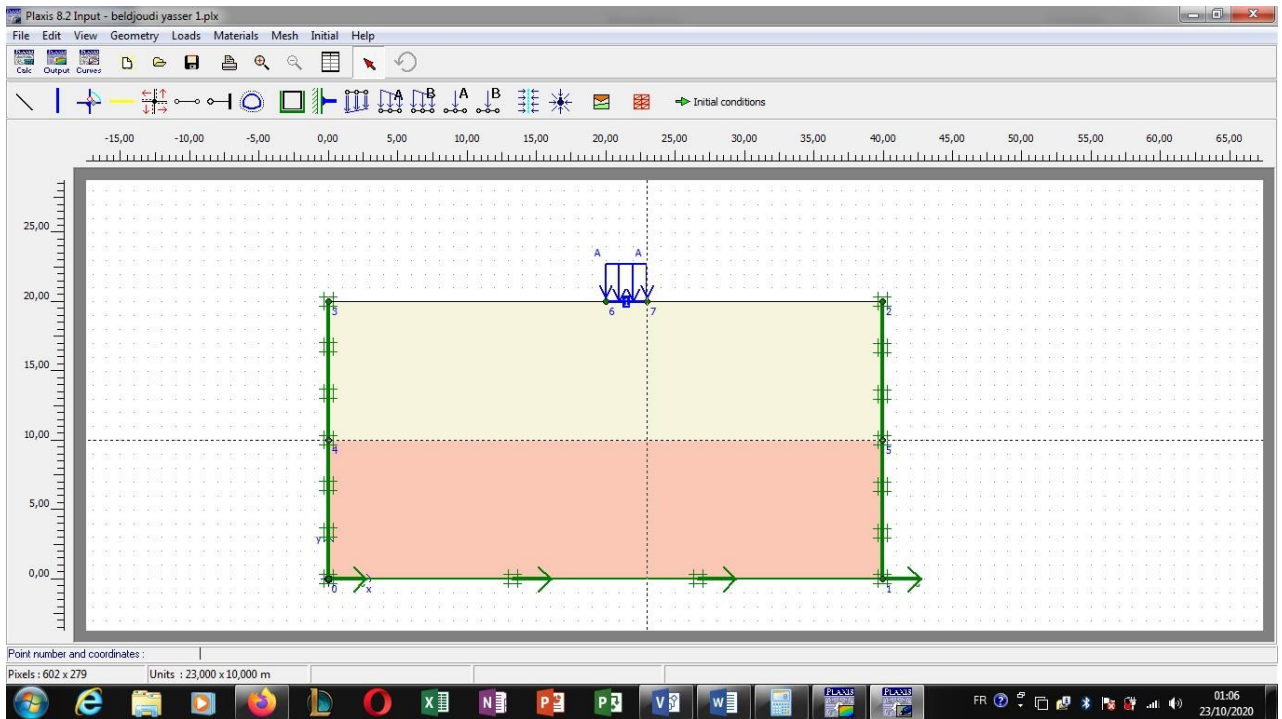 Plaxis 8.2 Input - beldjoudi yasser 1.plx
File Edit View Geometry Loads Materials Mesh Initial Help
Calc Output Curves
A B A B Initial conditions
-15,00 -10,00 -5,00 0,00 5,00 10,00 15,00 20,00 25,00 30,00 35,00 40,00 45,00 50,00 55,00 60,00 65,00
25,00
A A
20,00
3 6 7 2
15,00
10,00
4 5
5,00
y
0,00
0 x 1
Point number and coordinates :
Pixels : 602 x 279 Units : 23,000 x 10,000 m
PLAXIS PLAXIS
FR 01:06
23/10/2020